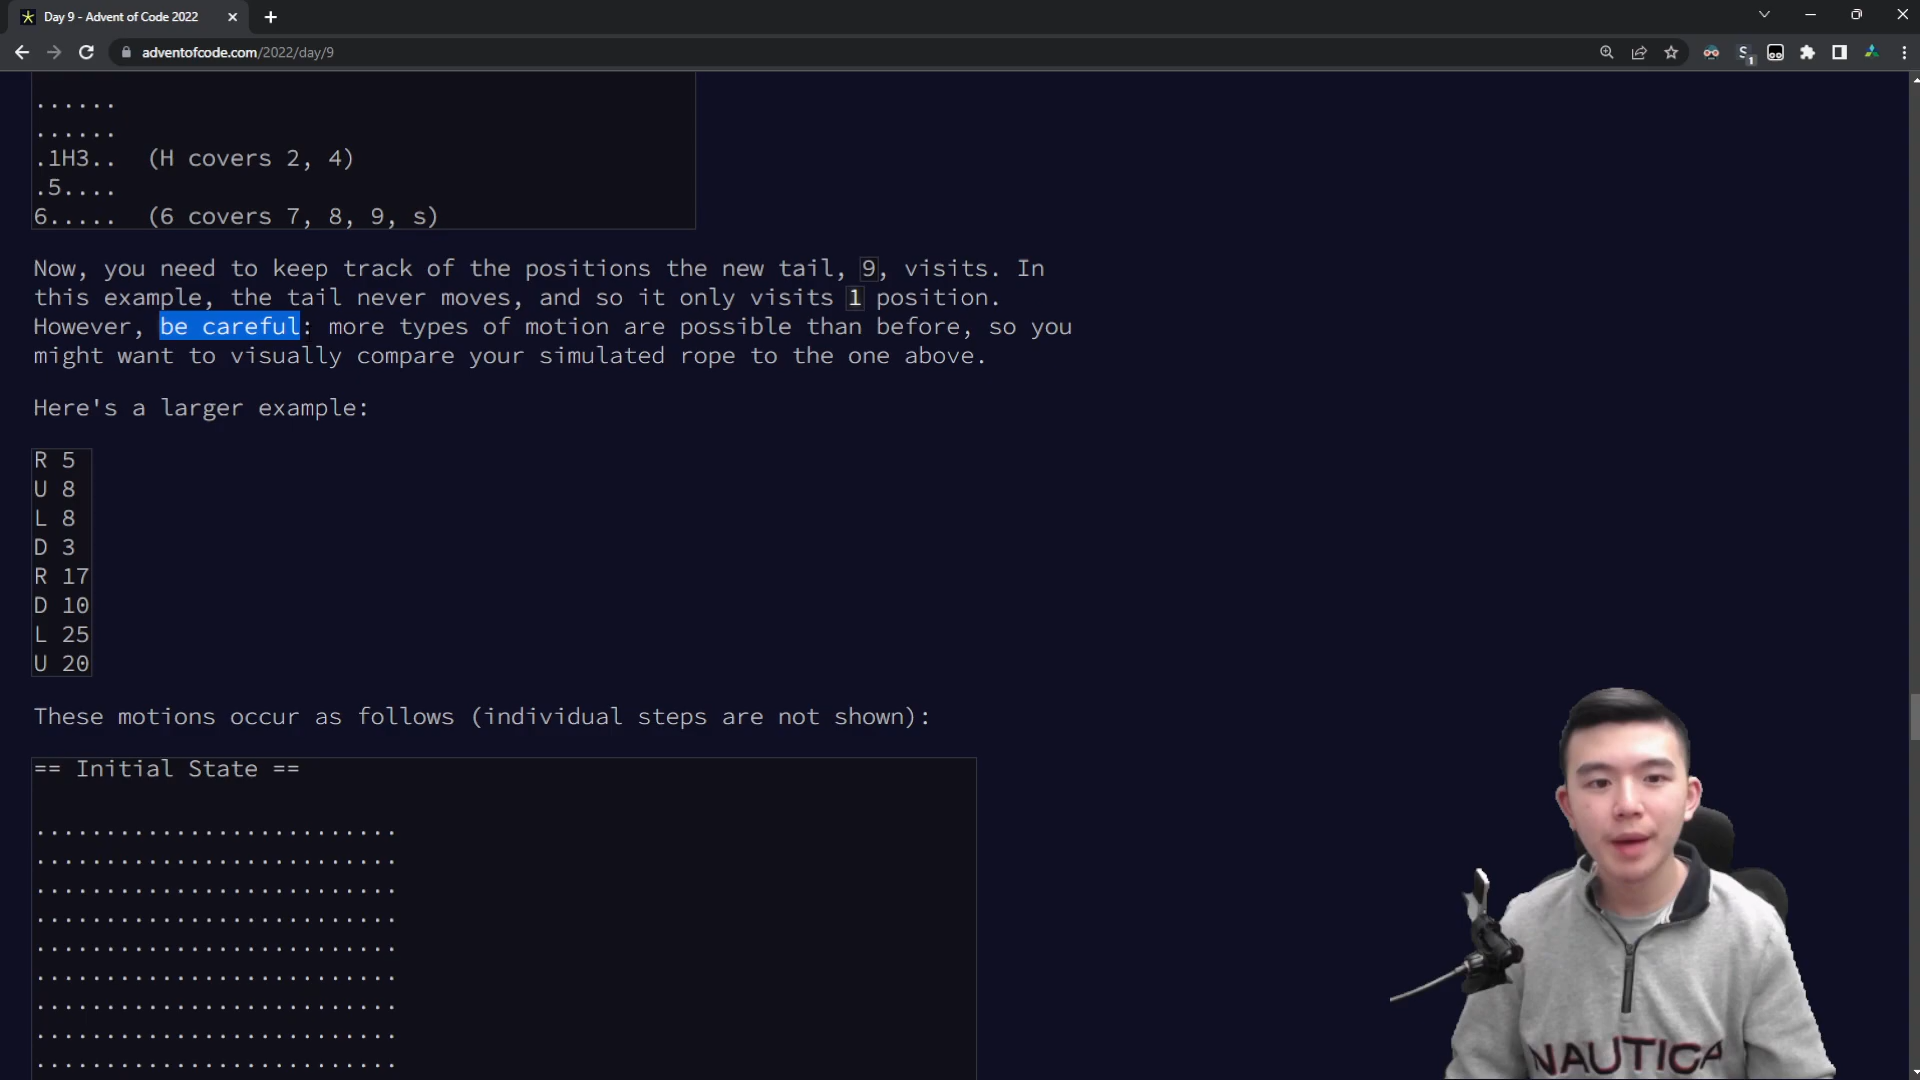 Day 9 - Advent of Code 2022
adventofcode.com/2022/day/9
......
......
.1H3.. (H covers 2, 4)
.5....
6..... (6 covers 7, 8, 9, s)
Now, you need to keep track of the positions the new tail, 9, visits. In
this example, the tail never moves, and so it only visits 1 position.
However, be careful: more types of motion are possible than before, so you
might want to visually compare your simulated rope to the one above.
Here's a larger example:
R 5
U 8
L 8
D 3
R 17
D 10
L 25
U 20
These motions occur as follows (individual steps are not shown):
== Initial State ==
..........................
..........................
..........................
..........................
..........................
..........................
..........................
..........................
..........................
NAUTICA